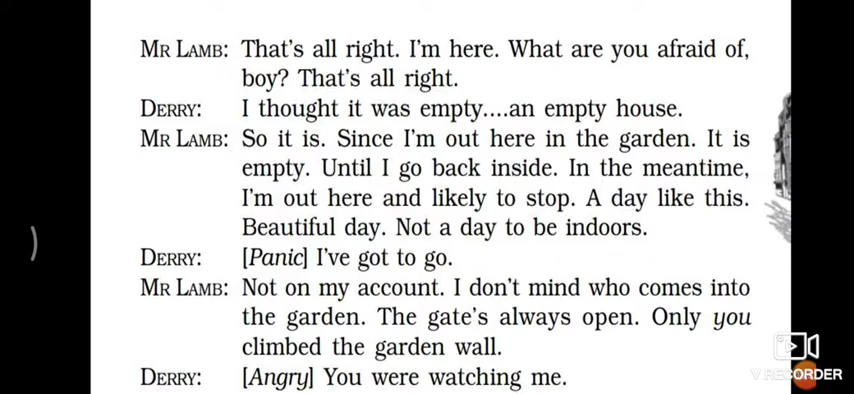 MR LAMB: That's all right. I'm here. What are you afraid of,
boy? That's all right.
DERRY: I thought it was empty....an empty house.
MR LAMB: So it is. Since I'm out here in the garden. It is
empty. Until I go back inside. In the meantime,
I'm out here and likely to stop. A day like this.
Beautiful day. Not a day to be indoors.
DERRY: [Panic] I've got to go.
MR LAMB: Not on my account. I don't mind who comes into
the garden. The gate's always open. Only you
climbed the garden wall.
DERRY: [Angry] You were watching me.
V RECORDER